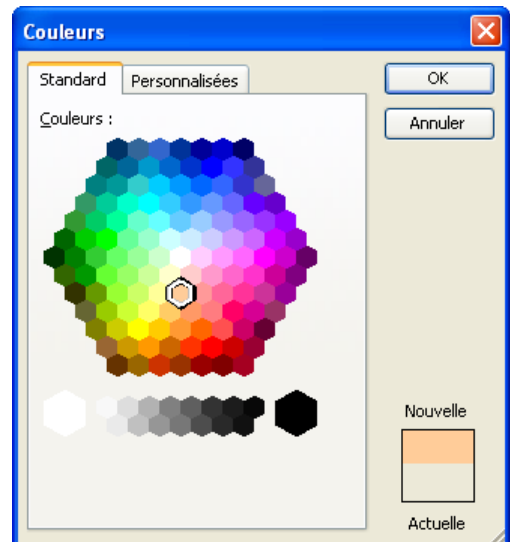 Couleurs
Standard Personnalisées
OK
Couleurs :
Annuler
Nouvelle
Actuelle